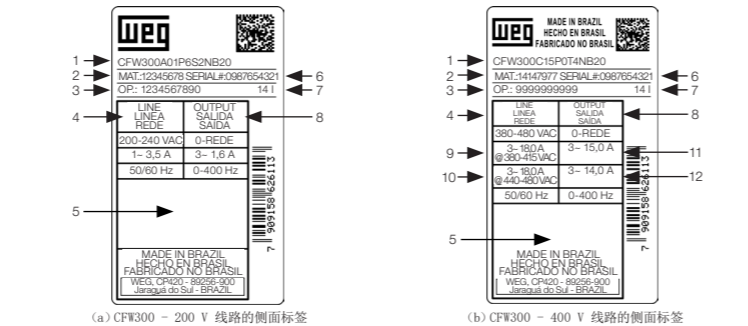 weg
1
CFW300A01P6S2NB20
2 MAT.:12345678 SERIAL#:0987654321 6
3 OP.: 1234567890 14 I 7
4
LINE LINEA REDE
OUTPUT SALIDA SAÍDA
8
200-240 VAC 0-REDE
1~ 3,5 A 3~ 1,6 A
50/60 Hz 0-400 Hz
5
7 909158 626113
MADE IN BRAZIL
HECHO EN BRASIL
FABRICADO NO BRASIL
WEG, CP420 - 89256-900
Jaraguá do Sul - BRAZIL
(a)CFW300 - 200 V 线路的侧面标签
weg
MADE IN BRAZIL
HECHO EN BRASIL
FABRICADO NO BRASIL
1
CFW300C15P0T4NB20
2 MAT.:14147977 SERIAL#:0987654321 6
3 OP.: 9999999999 14 I 7
4
LINE LINEA REDE
OUTPUT SALIDA SAÍDA
8
380-480 VAC 0-REDE
9
3~ 18,0 A
@380-415 VAC
3~ 15,0 A
11
10
3~ 18,0 A
@440-480 VAC
3~ 14,0 A
12
50/60 Hz 0-400 Hz
5
7 909158 626113
MADE IN BRAZIL
HECHO EN BRASIL
FABRICADO NO BRASIL
WEG, CP420 - 89256-900
Jaraguá do Sul - BRAZIL
(b)CFW300 - 400 V 线路的侧面标签